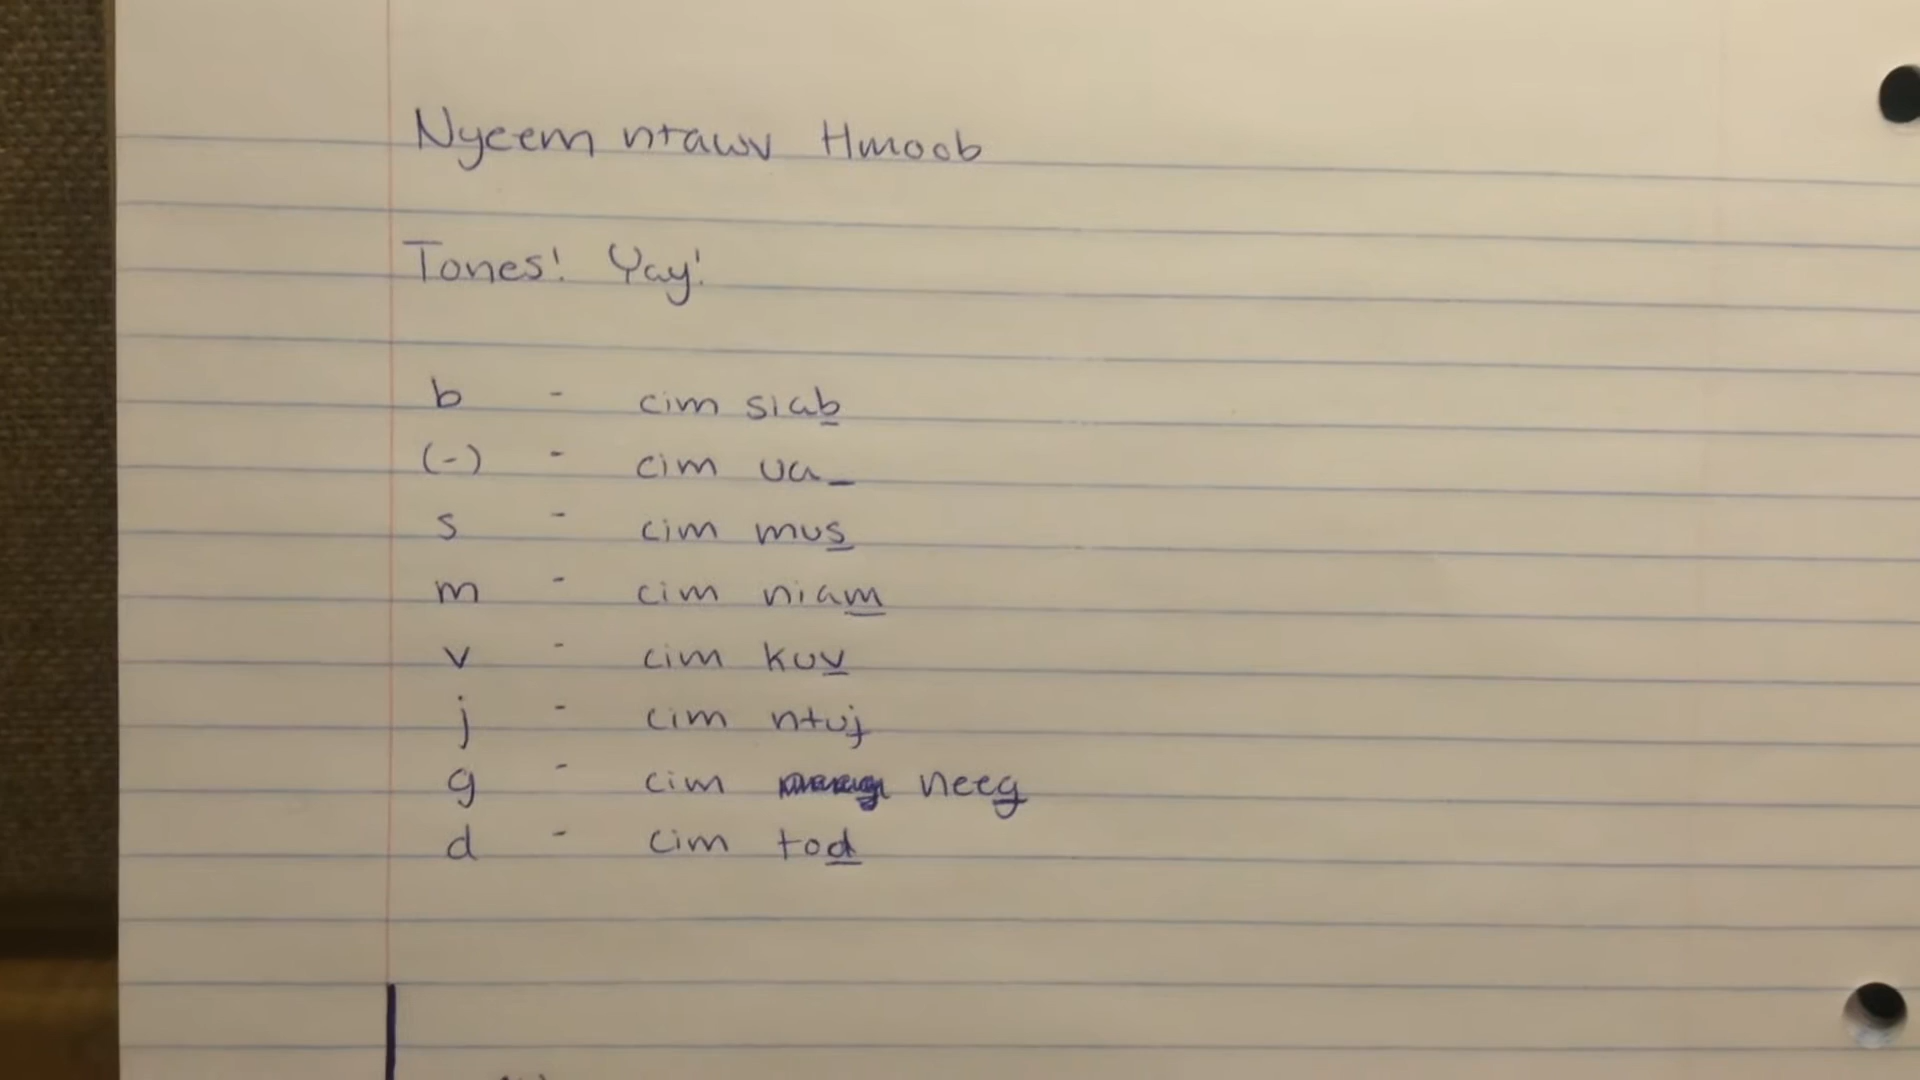 Nyeem ntawv Hmoob
Tones! Yay!
b - cim siab
(-) - cim ua_
s - cim mus
m - cim niam
v - cim kuv
j - cim ntuj
g - cim neeg
d - cim tod